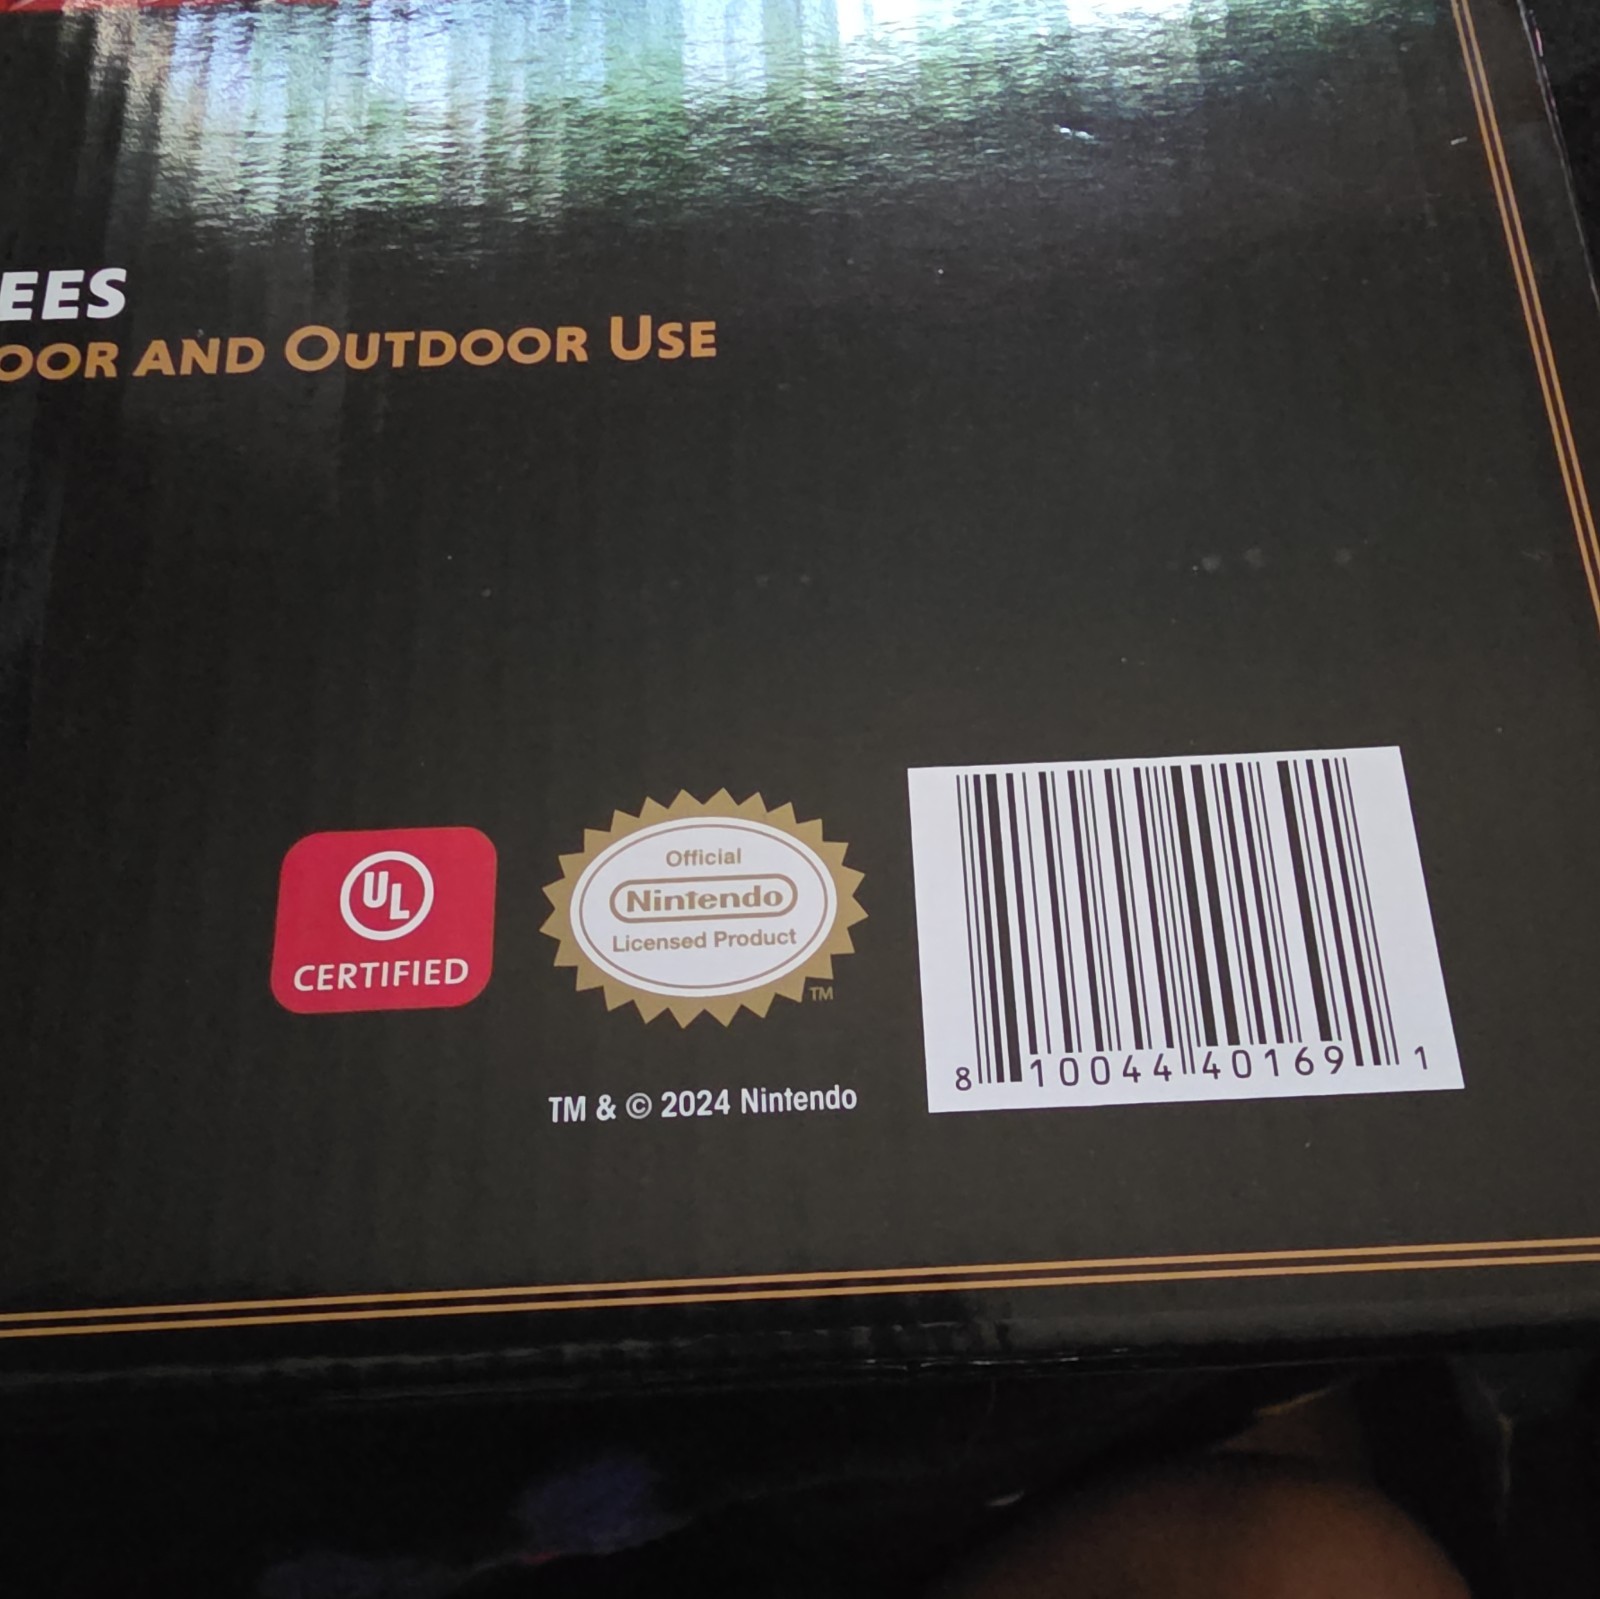 EES
OOR AND OUTDOOR USE
UL
CERTIFIED
Official
Nintendo
Licensed Product
TM
TM & © 2024 Nintendo
8 10044 40169 1